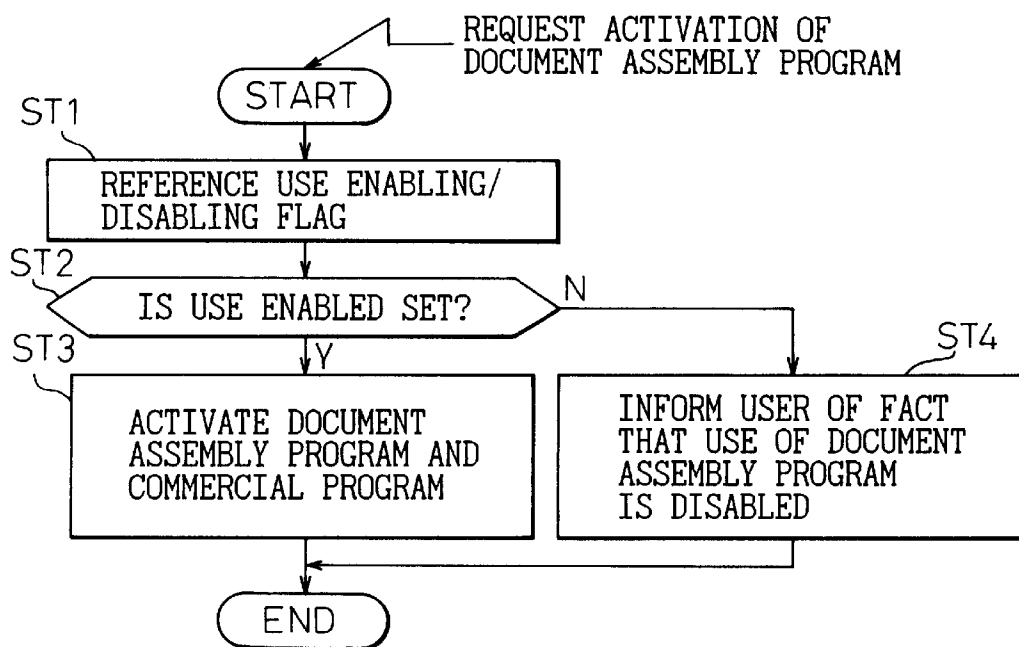 REQUEST ACTIVATION OF
DOCUMENT ASSEMBLY PROGRAM
START
ST1
REFERENCE USE ENABLING/
DISABLING FLAG
ST2
IS USE ENABLED SET?
N
Y
ST3
ACTIVATE DOCUMENT
ASSEMBLY PROGRAM AND
COMMERCIAL PROGRAM
ST4
INFORM USER OF FACT
THAT USE OF DOCUMENT
ASSEMBLY PROGRAM
IS DISABLED
END